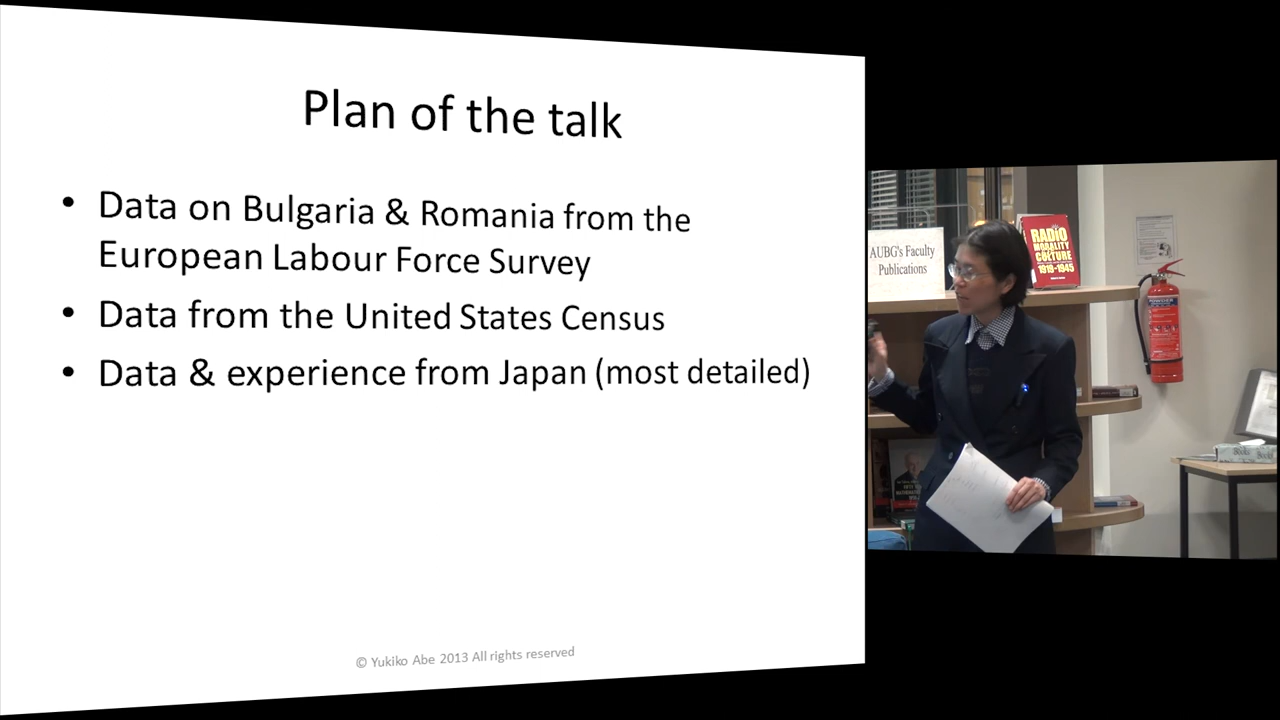 Plan of the talk
• Data on Bulgaria & Romania from the
European Labour Force Survey
• Data from the United States Census
• Data & experience from Japan (most detailed)
© Yukiko Abe 2013 All rights reserved
AUBG's Faculty
Publications
RADIO
MORALITY
CULTURE
1919-1945
Books